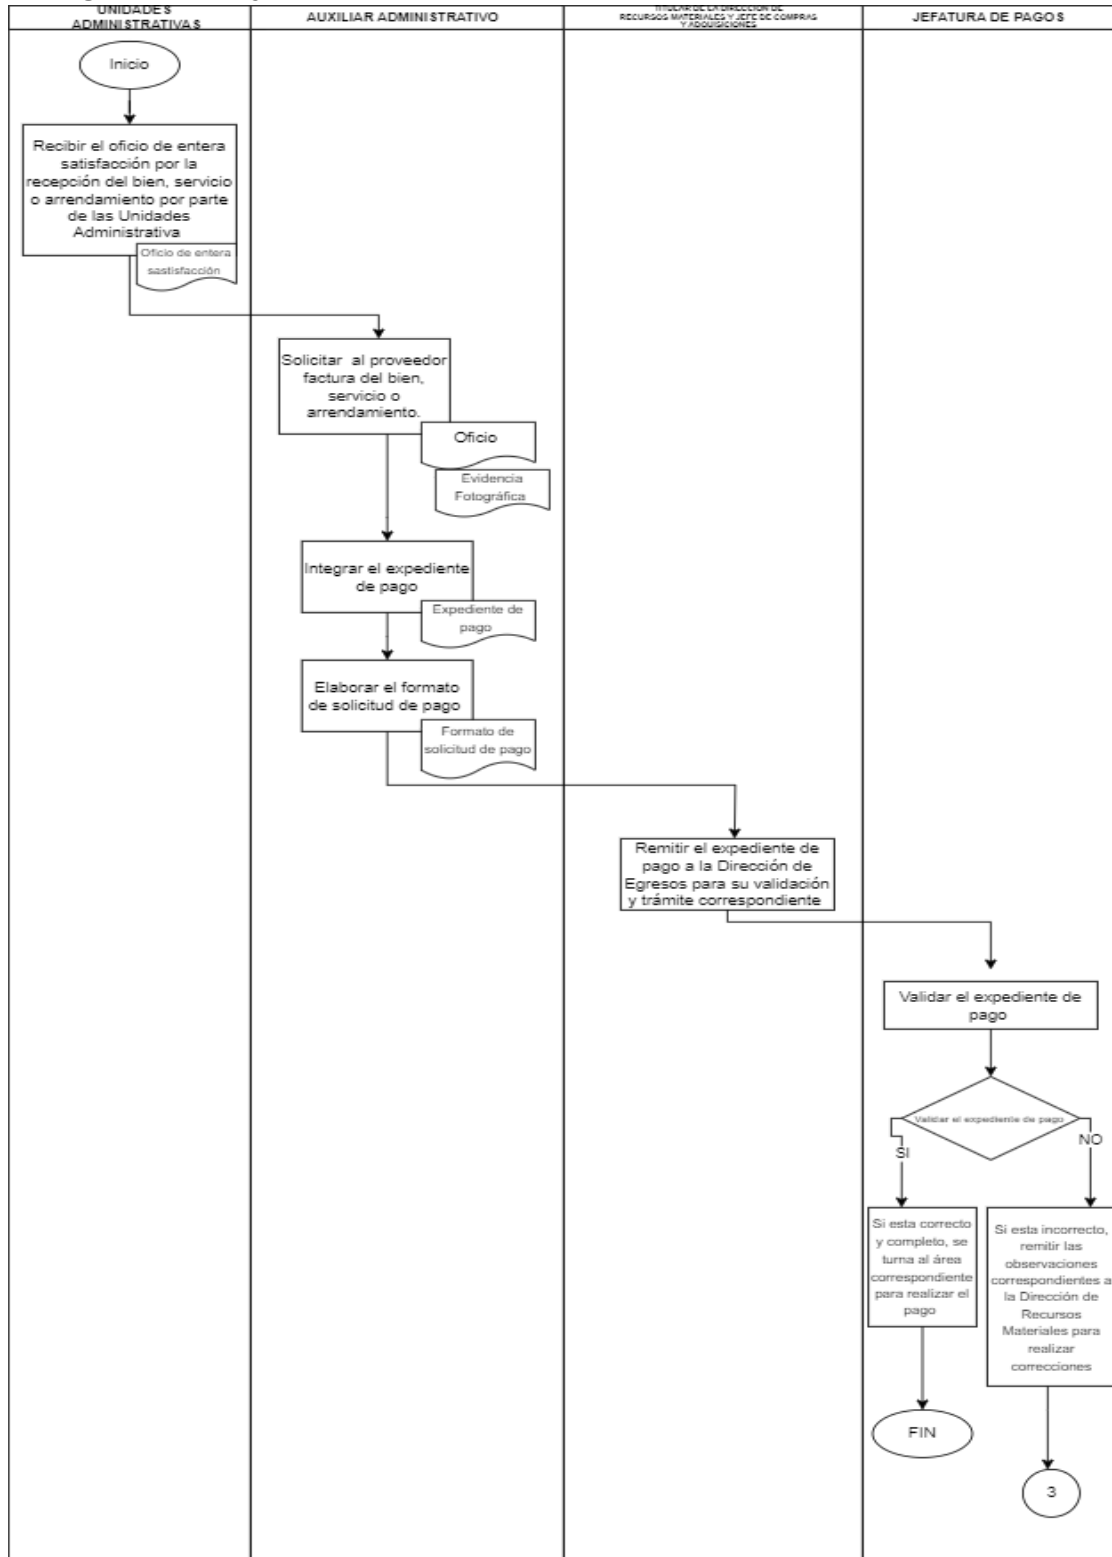 UNIDADES
ADMINISTRATIVAS
AUXILIAR ADMINISTRATIVO
TITULAR DE LA DIRECCIÓN DE
RECURSOS MATERIALES Y JEFE DE COMPRAS
Y ADQUISICIONES
JEFATURA DE PAGOS
Inicio
Recibir el oficio de entera
satisfacción por la
recepción del bien, servicio
o arrendamiento por parte
de las Unidades
Administrativa
Oficio de entera
sastisfacción
Solicitar al proveedor
factura del bien,
servicio o
arrendamiento.
Oficio
Evidencia
Fotográfica
Integrar el expediente
de pago
Expediente de
pago
Elaborar el formato
de solicitud de pago
Formato de
solicitud de pago
Remitir el expediente de
pago a la Dirección de
Egresos para su validación
y trámite correspondiente
Validar el expediente de
pago
Validar el expediente de pago
SI
NO
Si esta correcto
y completo, se
turna al área
correspondiente
para realizar el
pago
Si esta incorrecto,
remitir las
observaciones
correspondientes a
la Dirección de
Recursos
Materiales para
realizar
correcciones
FIN
3